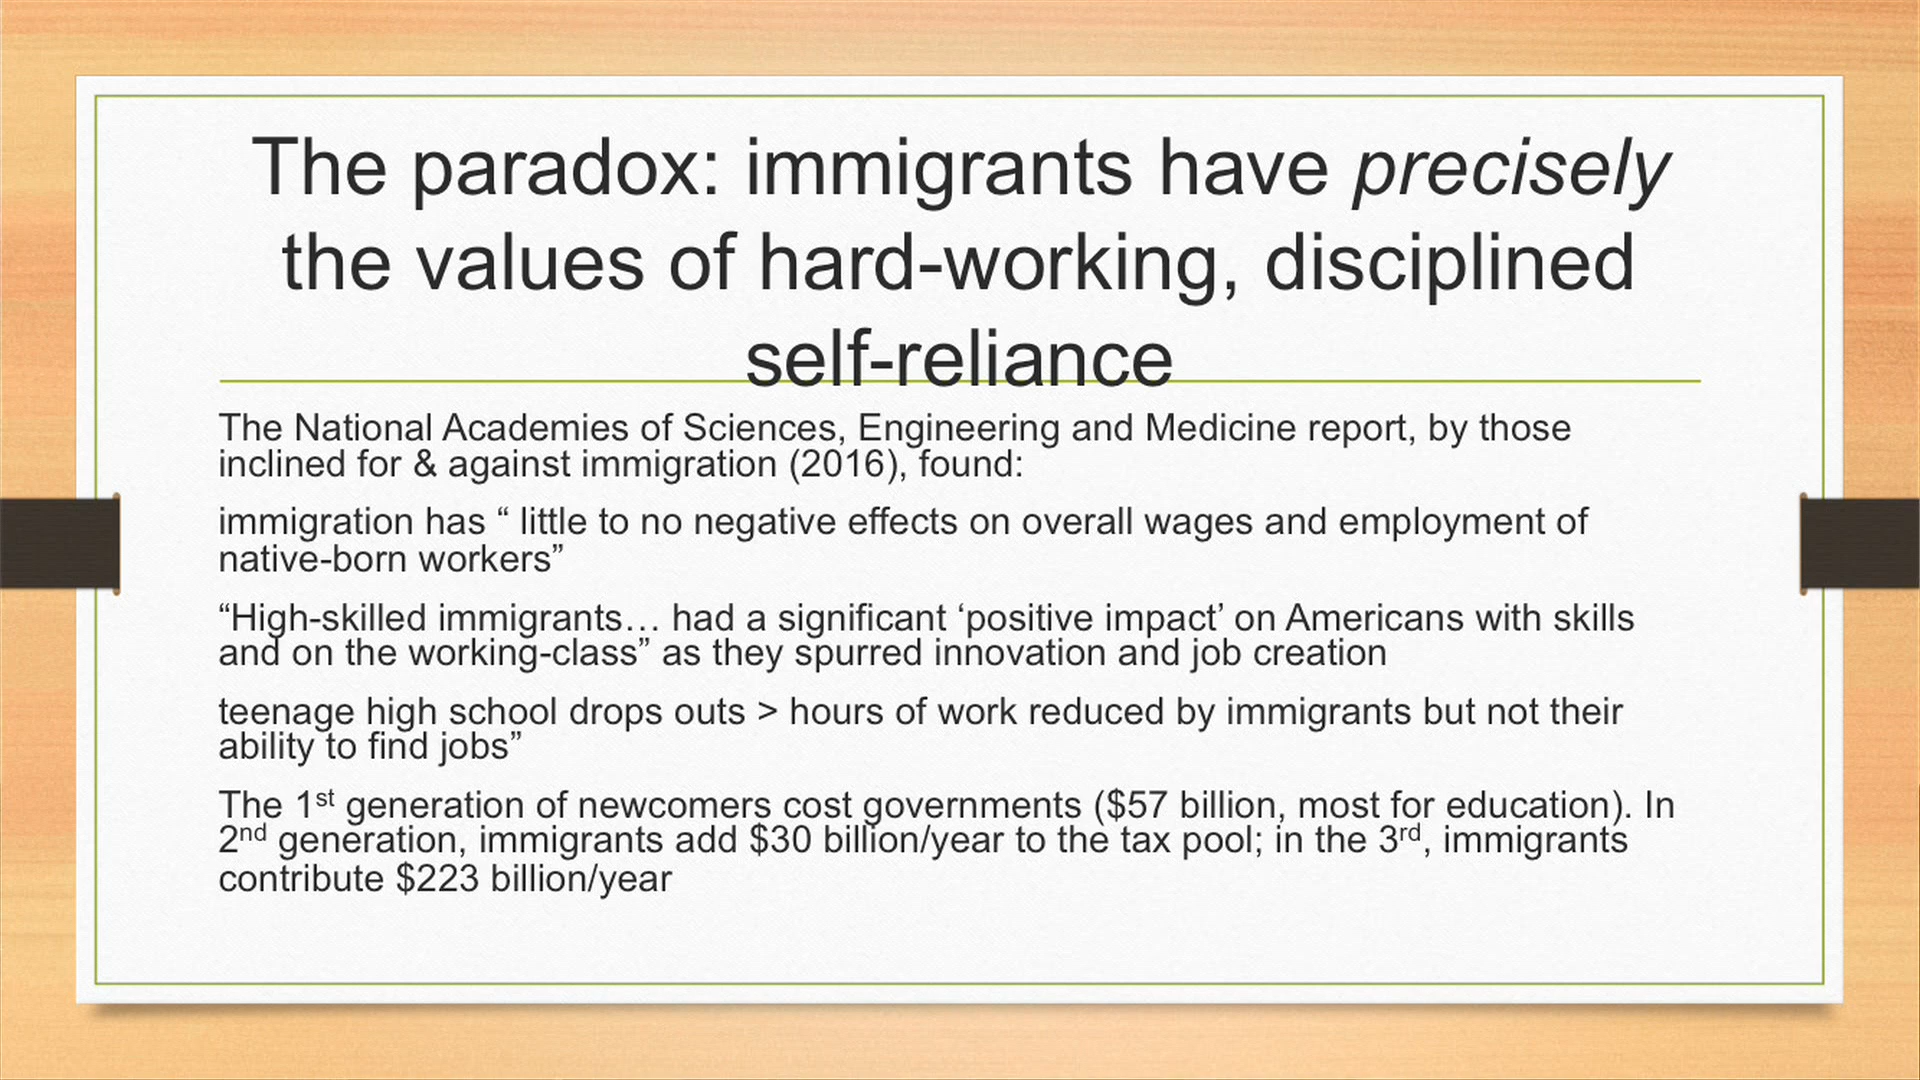 The paradox: immigrants have precisely
the values of hard-working, disciplined
self-reliance
The National Academies of Sciences, Engineering and Medicine report, by those
inclined for & against immigration (2016), found:
immigration has “ little to no negative effects on overall wages and employment of
native-born workers”
“High-skilled immigrants… had a significant ‘positive impact’ on Americans with skills
and on the working-class” as they spurred innovation and job creation
teenage high school drops outs > hours of work reduced by immigrants but not their
ability to find jobs”
The 1st generation of newcomers cost governments ($57 billion, most for education). In
2nd generation, immigrants add $30 billion/year to the tax pool; in the 3rd, immigrants
contribute $223 billion/year